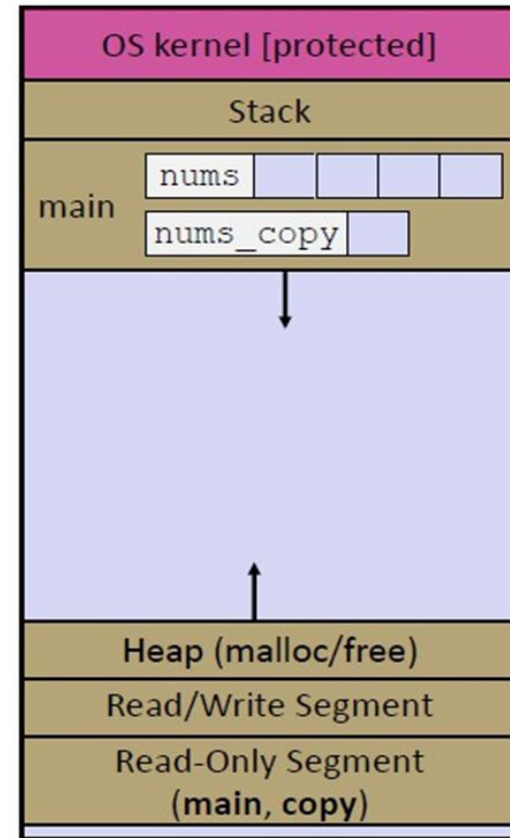 OS kernel [protected]
Stack
nums
main
nums_copy
Heap (malloc/free)
Read/Write Segment
Read-Only Segment
(main, copy)